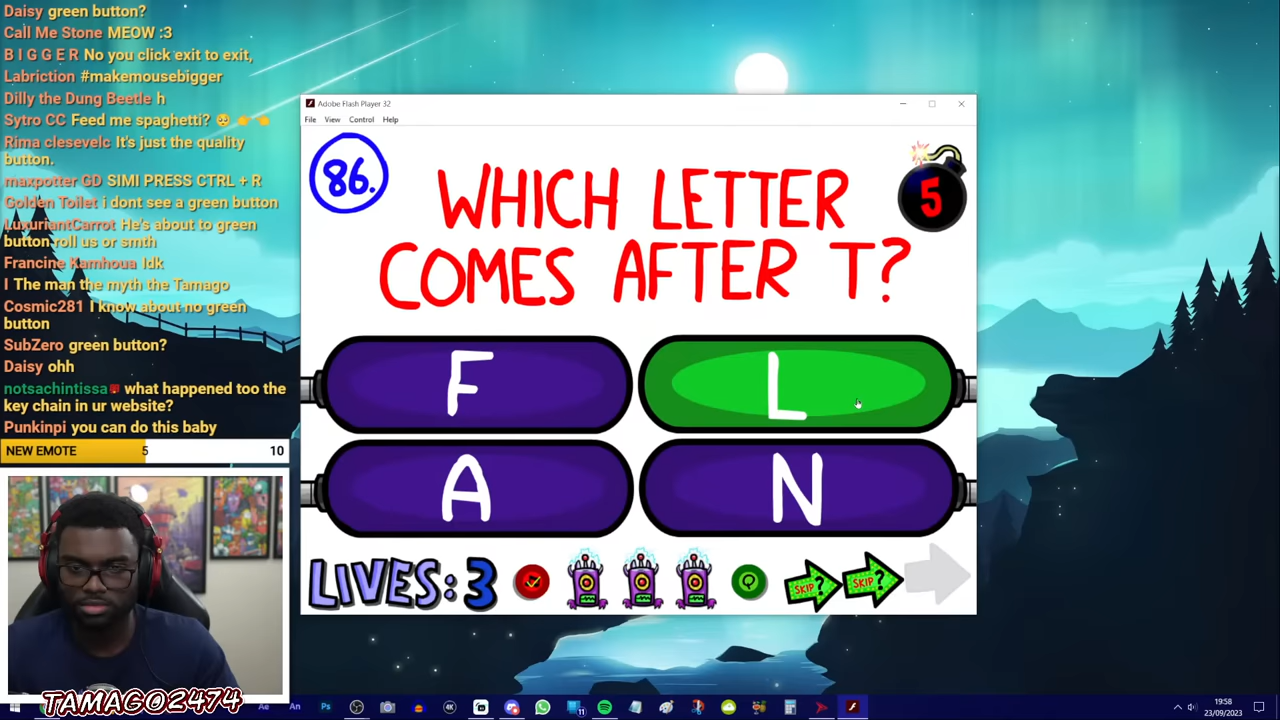 Daisy green button?
Call Me Stone MEOW :3
B I G G E R No you click exit to exit,
Labriction #makemousebigger
Dilly the Dung Beetle h
Sytro CC Feed me spaghetti? 🥺 👉 👈
Rima clesevelc It's just the quality
button.
maxpotter GD SIMI PRESS CTRL + R
Golden Toilet i dont see a green button
LuxuriantCarrot He's about to green
button roll us or smth
Francine Kamhoua Idk
I The man the myth the Tamago
Cosmic281 I know about no green
button
SubZero green button?
Daisy ohh
notsachintissa what happened too the
key chain in ur website?
Punkinpi you can do this baby
NEW EMOTE 5 10
Adobe Flash Player 32
File View Control Help
86.
5
WHICH LETTER
COMES AFTER T?
F
L
A
N
LIVES: 3
SKIP?
SKIP?
TAMAGO2474
Ae An Ps 4K 11
19:58
23/09/2023